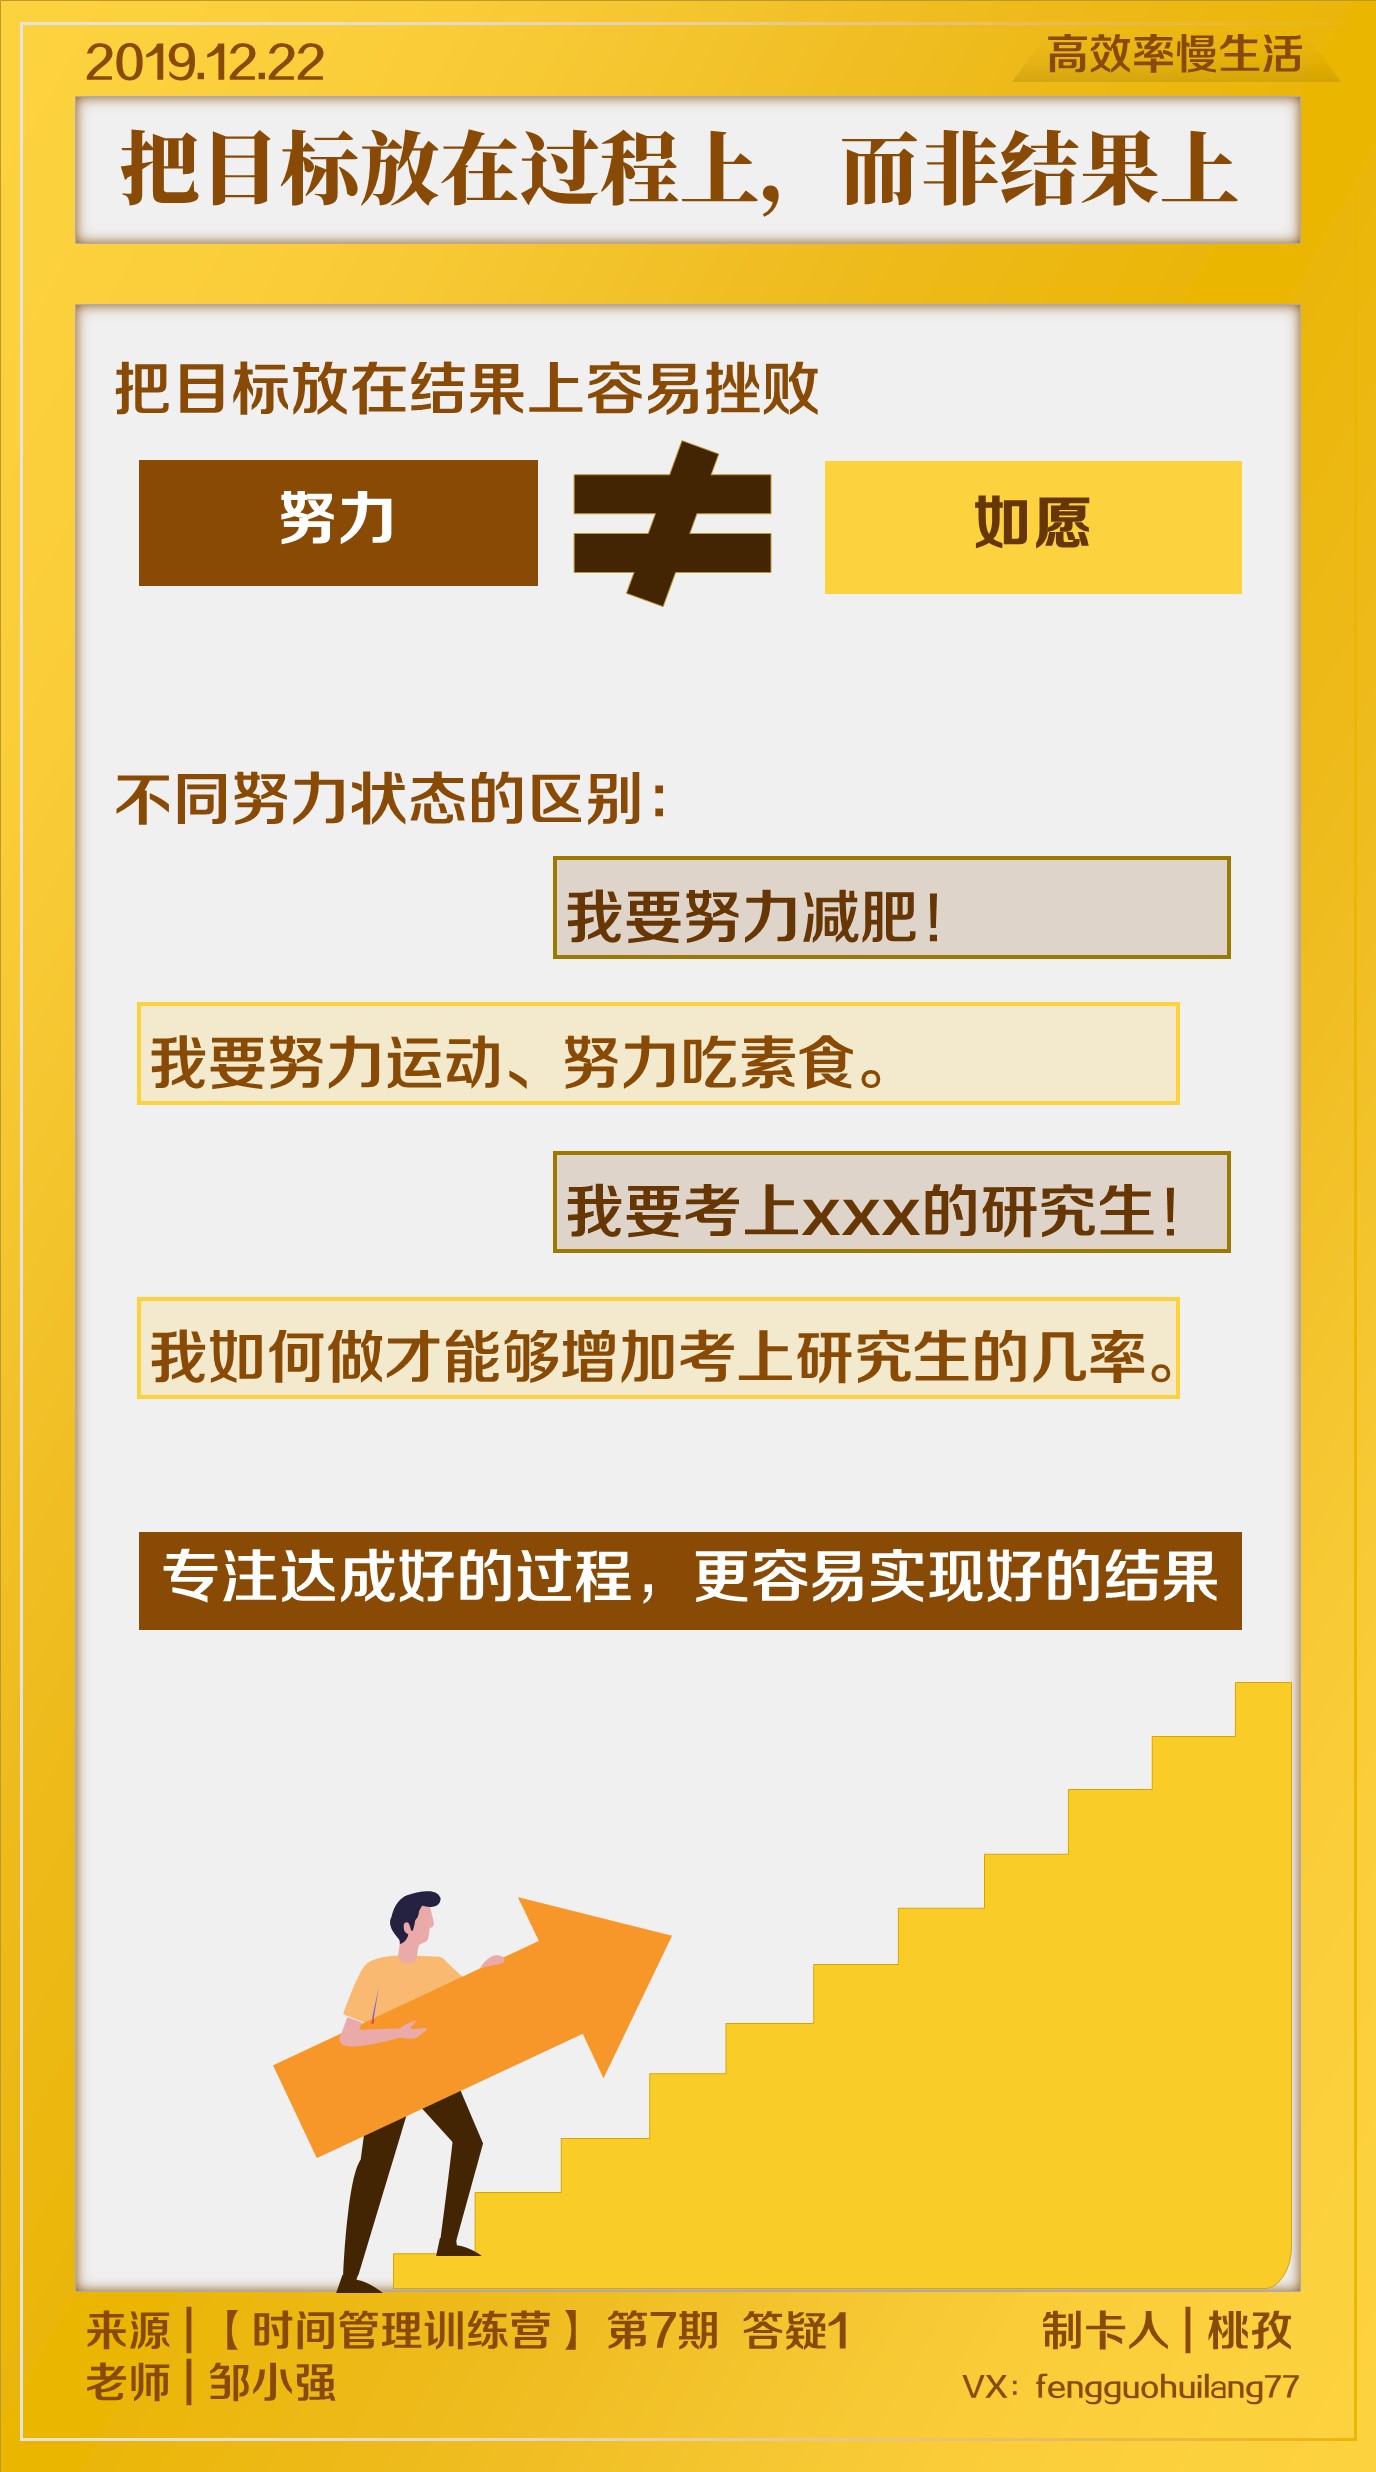 2019.12.22
高效率慢生活
把目标放在过程上，而非结果上
把目标放在结果上容易挫败
努力
≠
如愿
不同努力状态的区别：
我要努力减肥！
我要努力运动、努力吃素食。
我要考上xxx的研究生！
我如何做才能够增加考上研究生的几率。
专注达成好的过程，更容易实现好的结果
来源|【时间管理训练营】第7期 答疑1
制卡人|桃孜
老师|邹小强
VX：fengguohuilang77